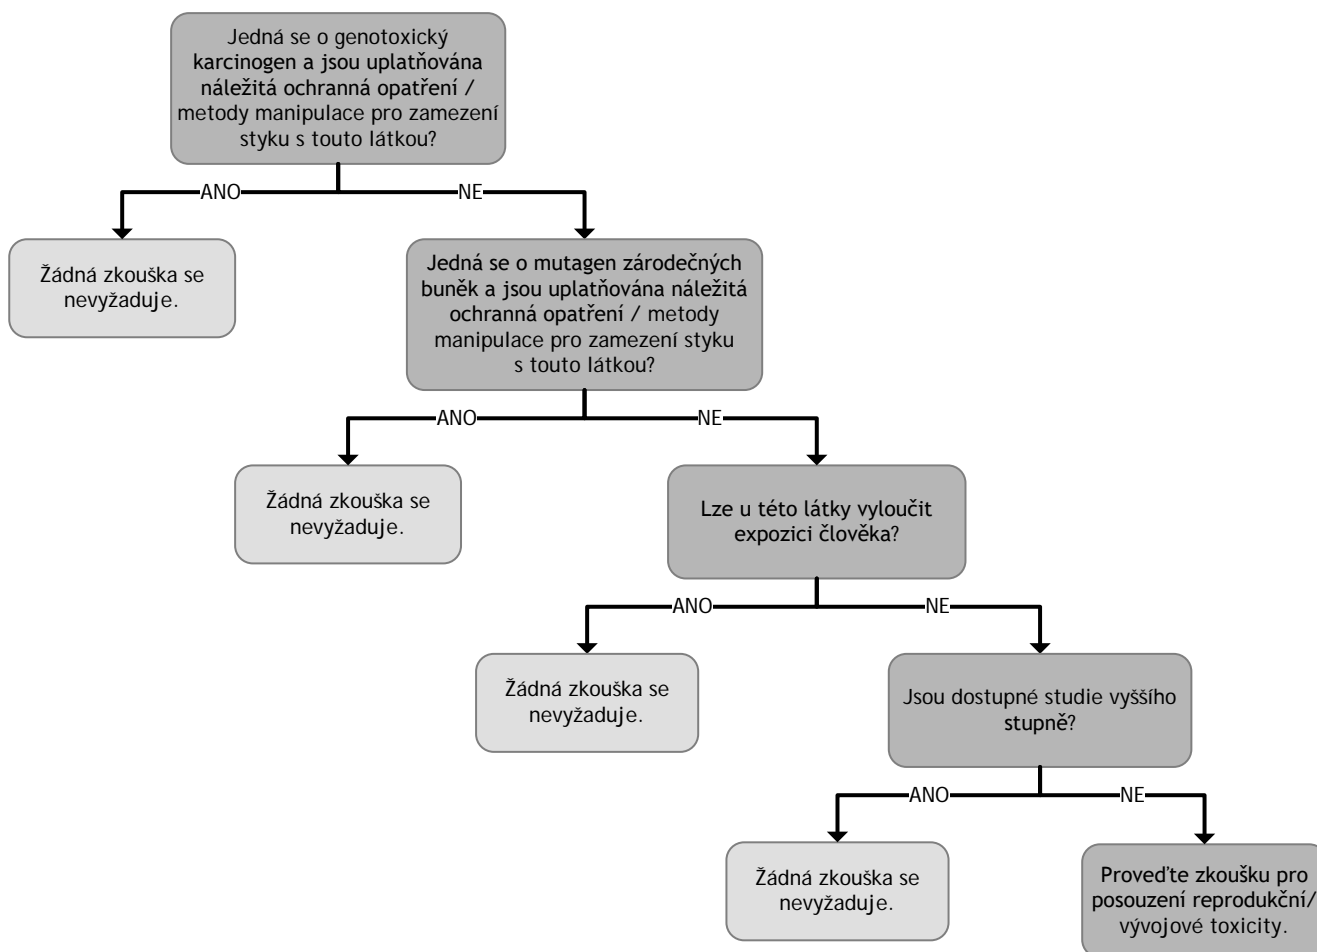 Jedná se o genotoxický
karcinogen a jsou uplatňována
náležitá ochranná opatření /
metody manipulace pro zamezení
styku s touto látkou?
ANO
NE
Žádná zkouška se
nevyžaduje.
Jedná se o mutagen zárodečných
buněk a jsou uplatňována náležitá
ochranná opatření / metody
manipulace pro zamezení styku
s touto látkou?
ANO
NE
Žádná zkouška se
nevyžaduje.
Lze u této látky vyloučit
expozici člověka?
ANO
NE
Žádná zkouška se
nevyžaduje.
Jsou dostupné studie vyššího
stupně?
ANO
NE
Žádná zkouška se
nevyžaduje.
Proveďte zkoušku pro
posouzení reprodukční/
vývojové toxicity.